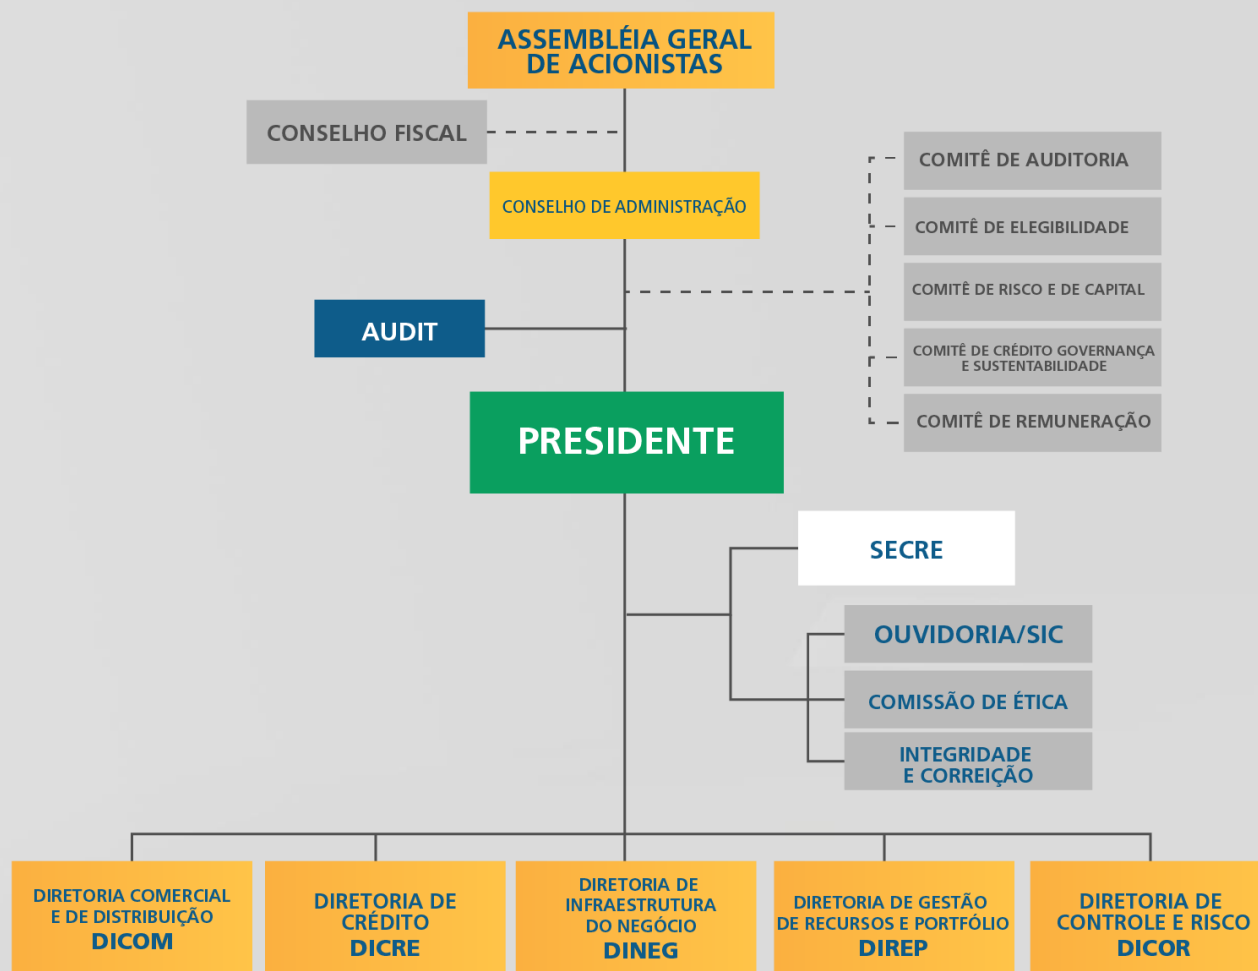 ASSEMBLÉIA GERAL
DE ACIONISTAS
CONSELHO FISCAL
CONSELHO DE ADMINISTRAÇÃO
COMITÊ DE AUDITORIA
COMITÊ DE ELEGIBILIDADE
COMITÊ DE RISCO E DE CAPITAL
COMITÊ DE CRÉDITO GOVERNANÇA
E SUSTENTABILIDADE
COMITÊ DE REMUNERAÇÃO
AUDIT
PRESIDENTE
SECRE
OUVIDORIA/SIC
COMISSÃO DE ÉTICA
INTEGRIDADE
E CORREIÇÃO
DIRETORIA COMERCIAL
E DE DISTRIBUIÇÃO
DICOM
DIRETORIA DE
CRÉDITO
DICRE
DIRETORIA DE
INFRAESTRUTURA
DO NEGÓCIO
DINEG
DIRETORIA DE GESTÃO
DE RECURSOS E PORTFÓLIO
DIREP
DIRETORIA DE
CONTROLE E RISCO
DICOR